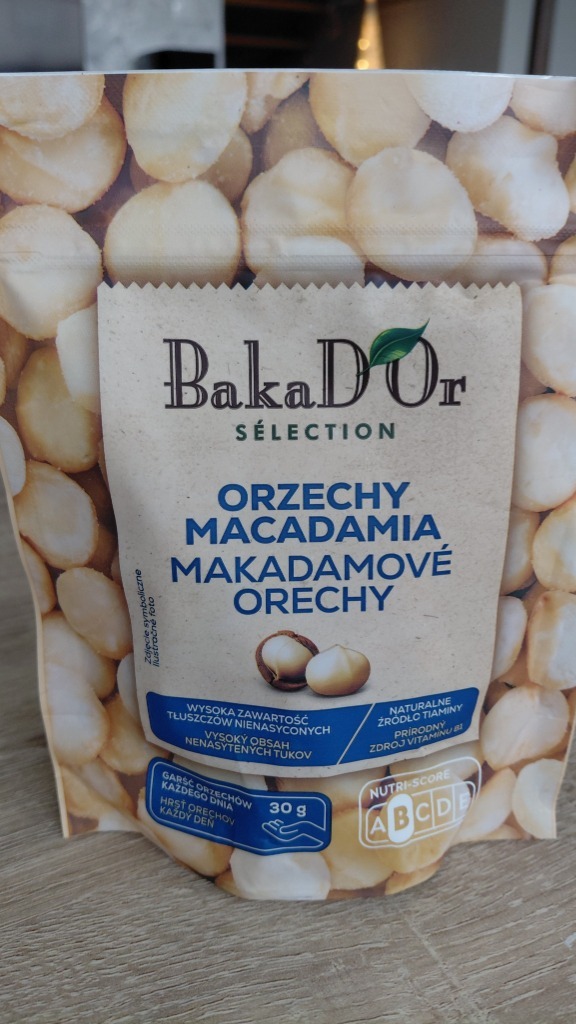 BakaD'Or
SÉLECTION
ORZECHY
MACADAMIA
MAKADAMOVÉ
ORECHY
Zdjęcie symboliczne
Ilustračné foto
WYSOKA ZAWARTOŚĆ
TŁUSZCZÓW NIENASYCONYCH
VYSOKÝ OBSAH
NENASÝTENÝCH TUKOV
NATURALNE
ŹRÓDŁO TIAMINY
PRÍRODNÝ
ZDROJ VITAMÍNU B1
GARŚĆ ORZECHÓW
KAŻDEGO DNIA
HRSŤ ORECHOV
KAŽDÝ DEŇ
30 g
NUTRI-SCORE
A B C D E